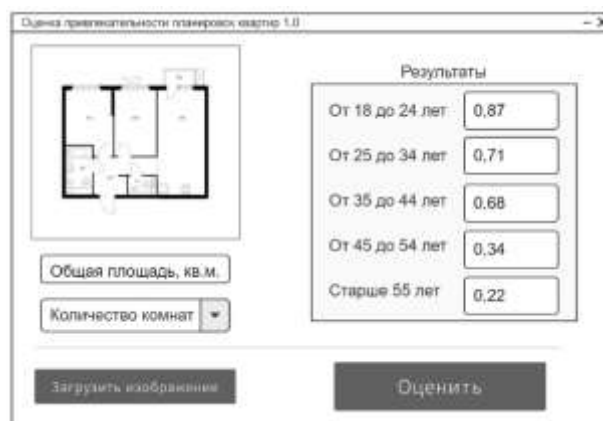 Оценка привлекательности планировок квартир 1.0
Результаты
От 18 до 24 лет 0,87
От 25 до 34 лет 0,71
От 35 до 44 лет 0,68
От 45 до 54 лет 0,34
Старше 55 лет 0,22
Общая площадь, кв.м.
Количество комнат
Загрузить изображение
Оценить